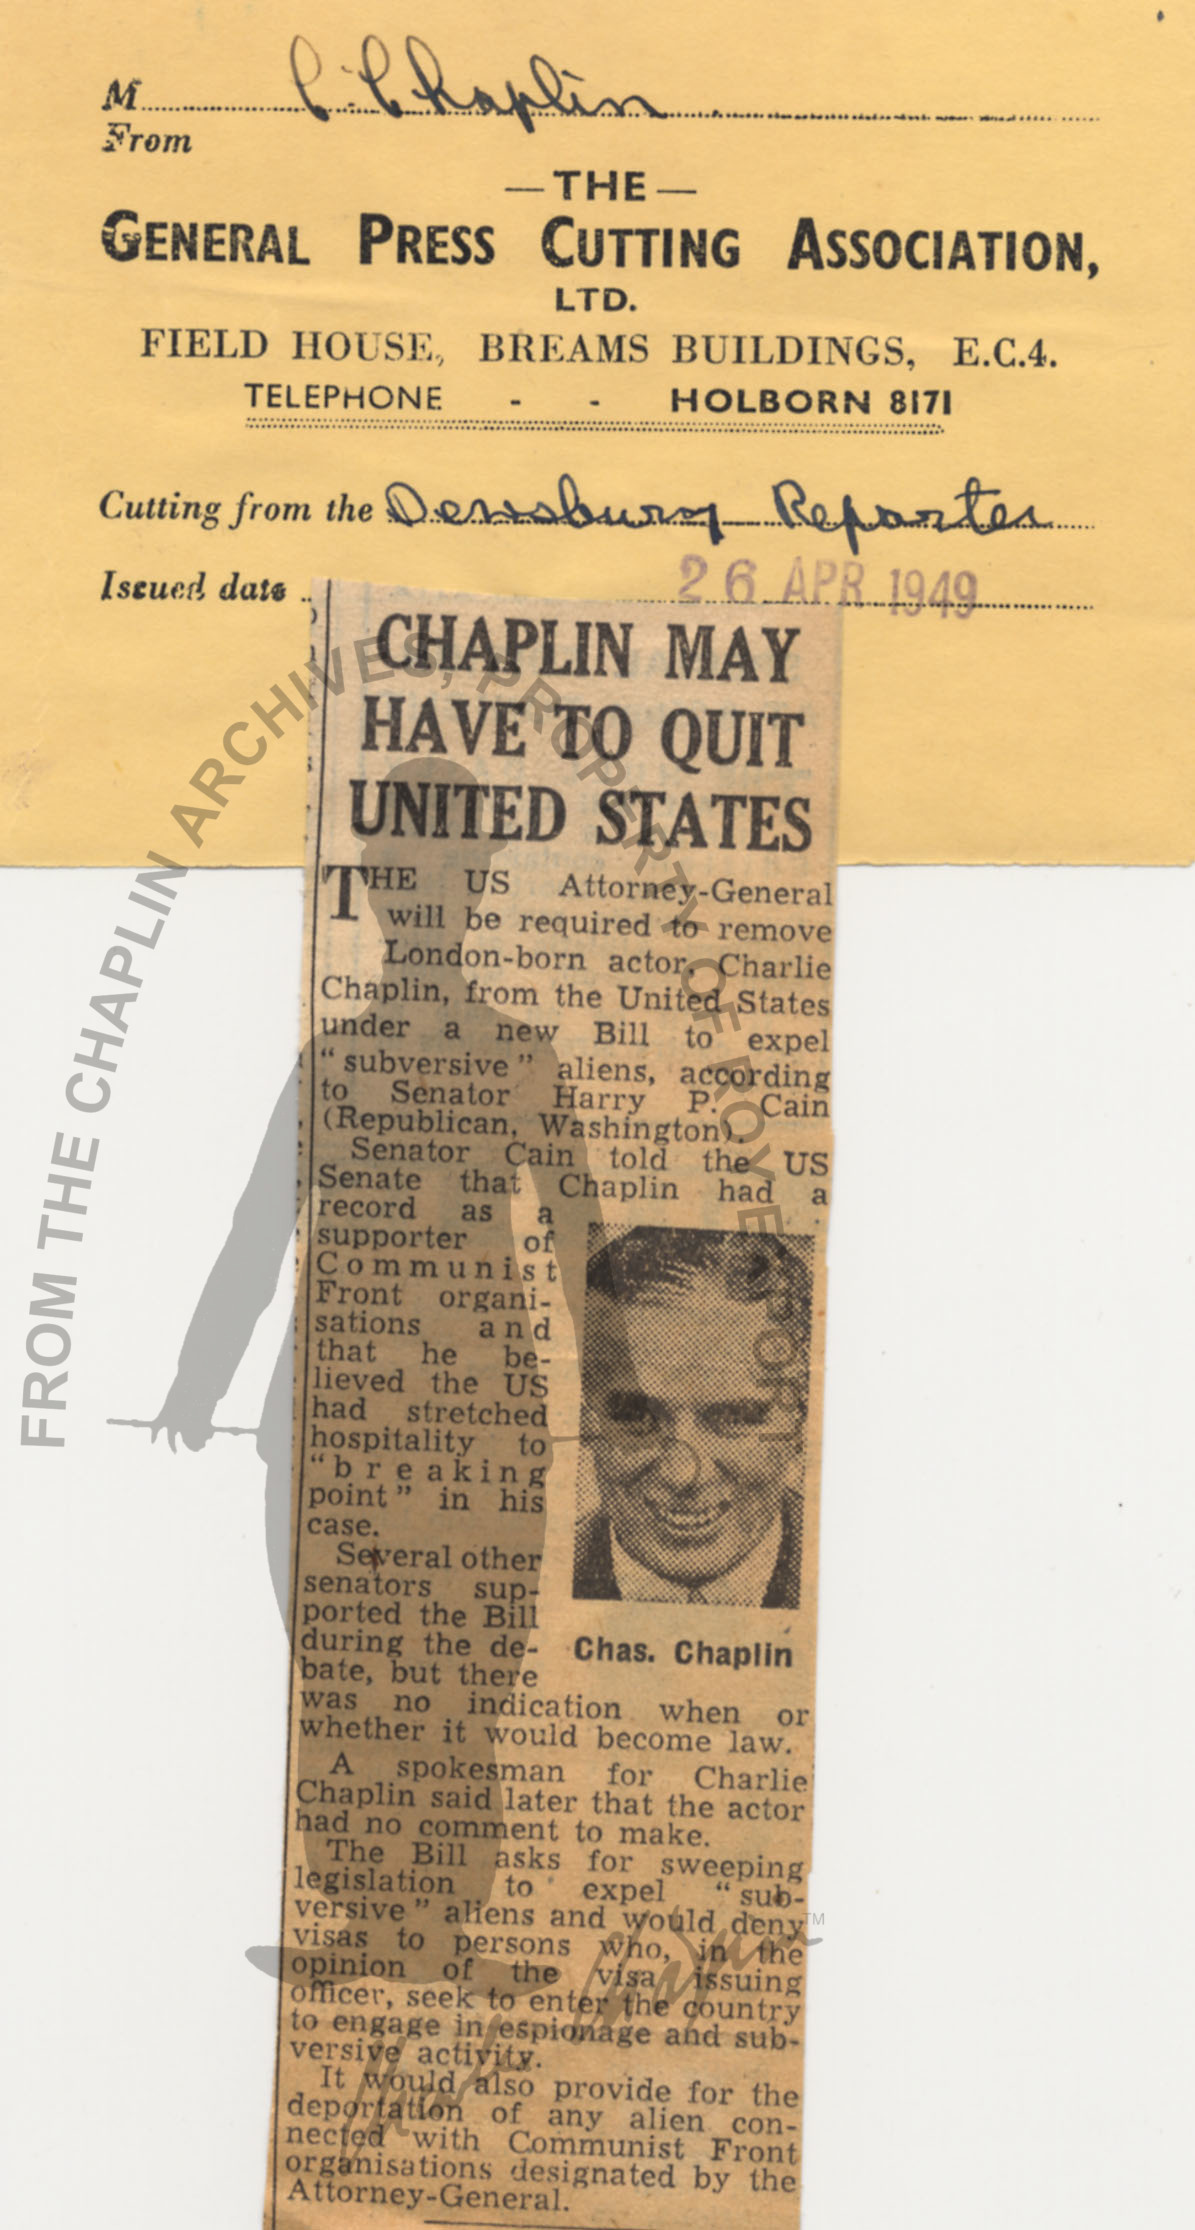 M C. Chaplin
From
—THE—
GENERAL PRESS CUTTING ASSOCIATION,
LTD.
FIELD HOUSE, BREAMS BUILDINGS, E.C.4.
TELEPHONE - - HOLBORN 8171
Cutting from the Dewsbury Reporter
Issued date 26 APR 1949
CHAPLIN MAY
HAVE TO QUIT
UNITED STATES
THE US Attorney-General
will be required to remove
London-born actor, Charlie
Chaplin, from the United States
under a new Bill to expel
“subversive” aliens, according
to Senator Harry P. Cain
(Republican, Washington).
Senator Cain told the US
Senate that Chaplin had a
record as a
supporter of
Communist
Front organi-
sations and
that he be-
lieved the US
had stretched
hospitality to
“breaking
point” in his
case.
Several other
senators sup-
ported the Bill
during the de-
bate, but there
was no indication when or
whether it would become law.
Chas. Chaplin
A spokesman for Charlie
Chaplin said later that the actor
had no comment to make.
The Bill asks for sweeping
legislation to expel “sub-
versive” aliens and would deny
visas to persons who, in the
opinion of the visa issuing
officer, seek to enter the country
to engage in espionage and sub-
versive activity.
It would also provide for the
deportation of any alien con-
nected with Communist Front
organisations designated by the
Attorney-General.
FROM THE CHAPLIN ARCHIVES, PROPERTY OF ROY EXPORT
Charlie Chaplin TM